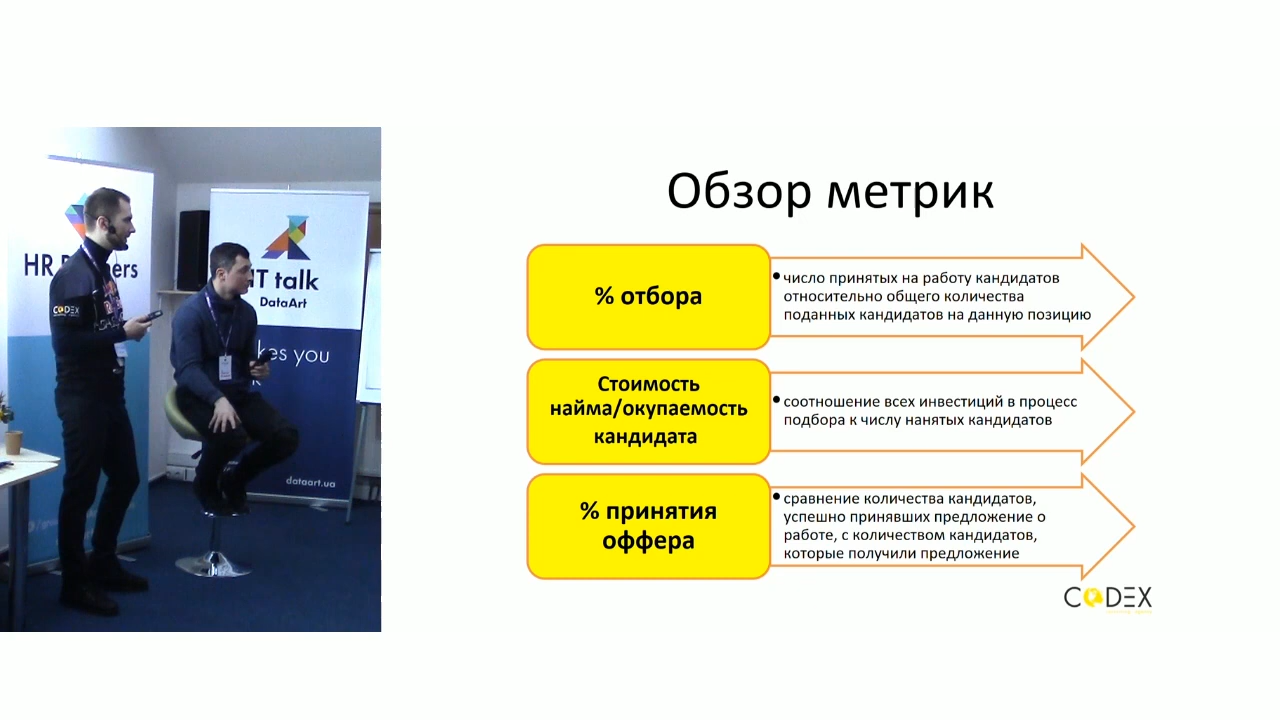 Обзор метрик
% отбора
• число принятых на работу кандидатов
относительно общего количества
поданных кандидатов на данную позицию
Стоимость
найма/окупаемость
кандидата
• соотношение всех инвестиций в процесс
подбора к числу нанятых кандидатов
% принятия
оффера
• сравнение количества кандидатов,
успешно принявших предложение о
работе, с количеством кандидатов,
которые получили предложение
CODEX
HR
ers
IT talk
DataArt
kes you
dataart.ua
CODEX